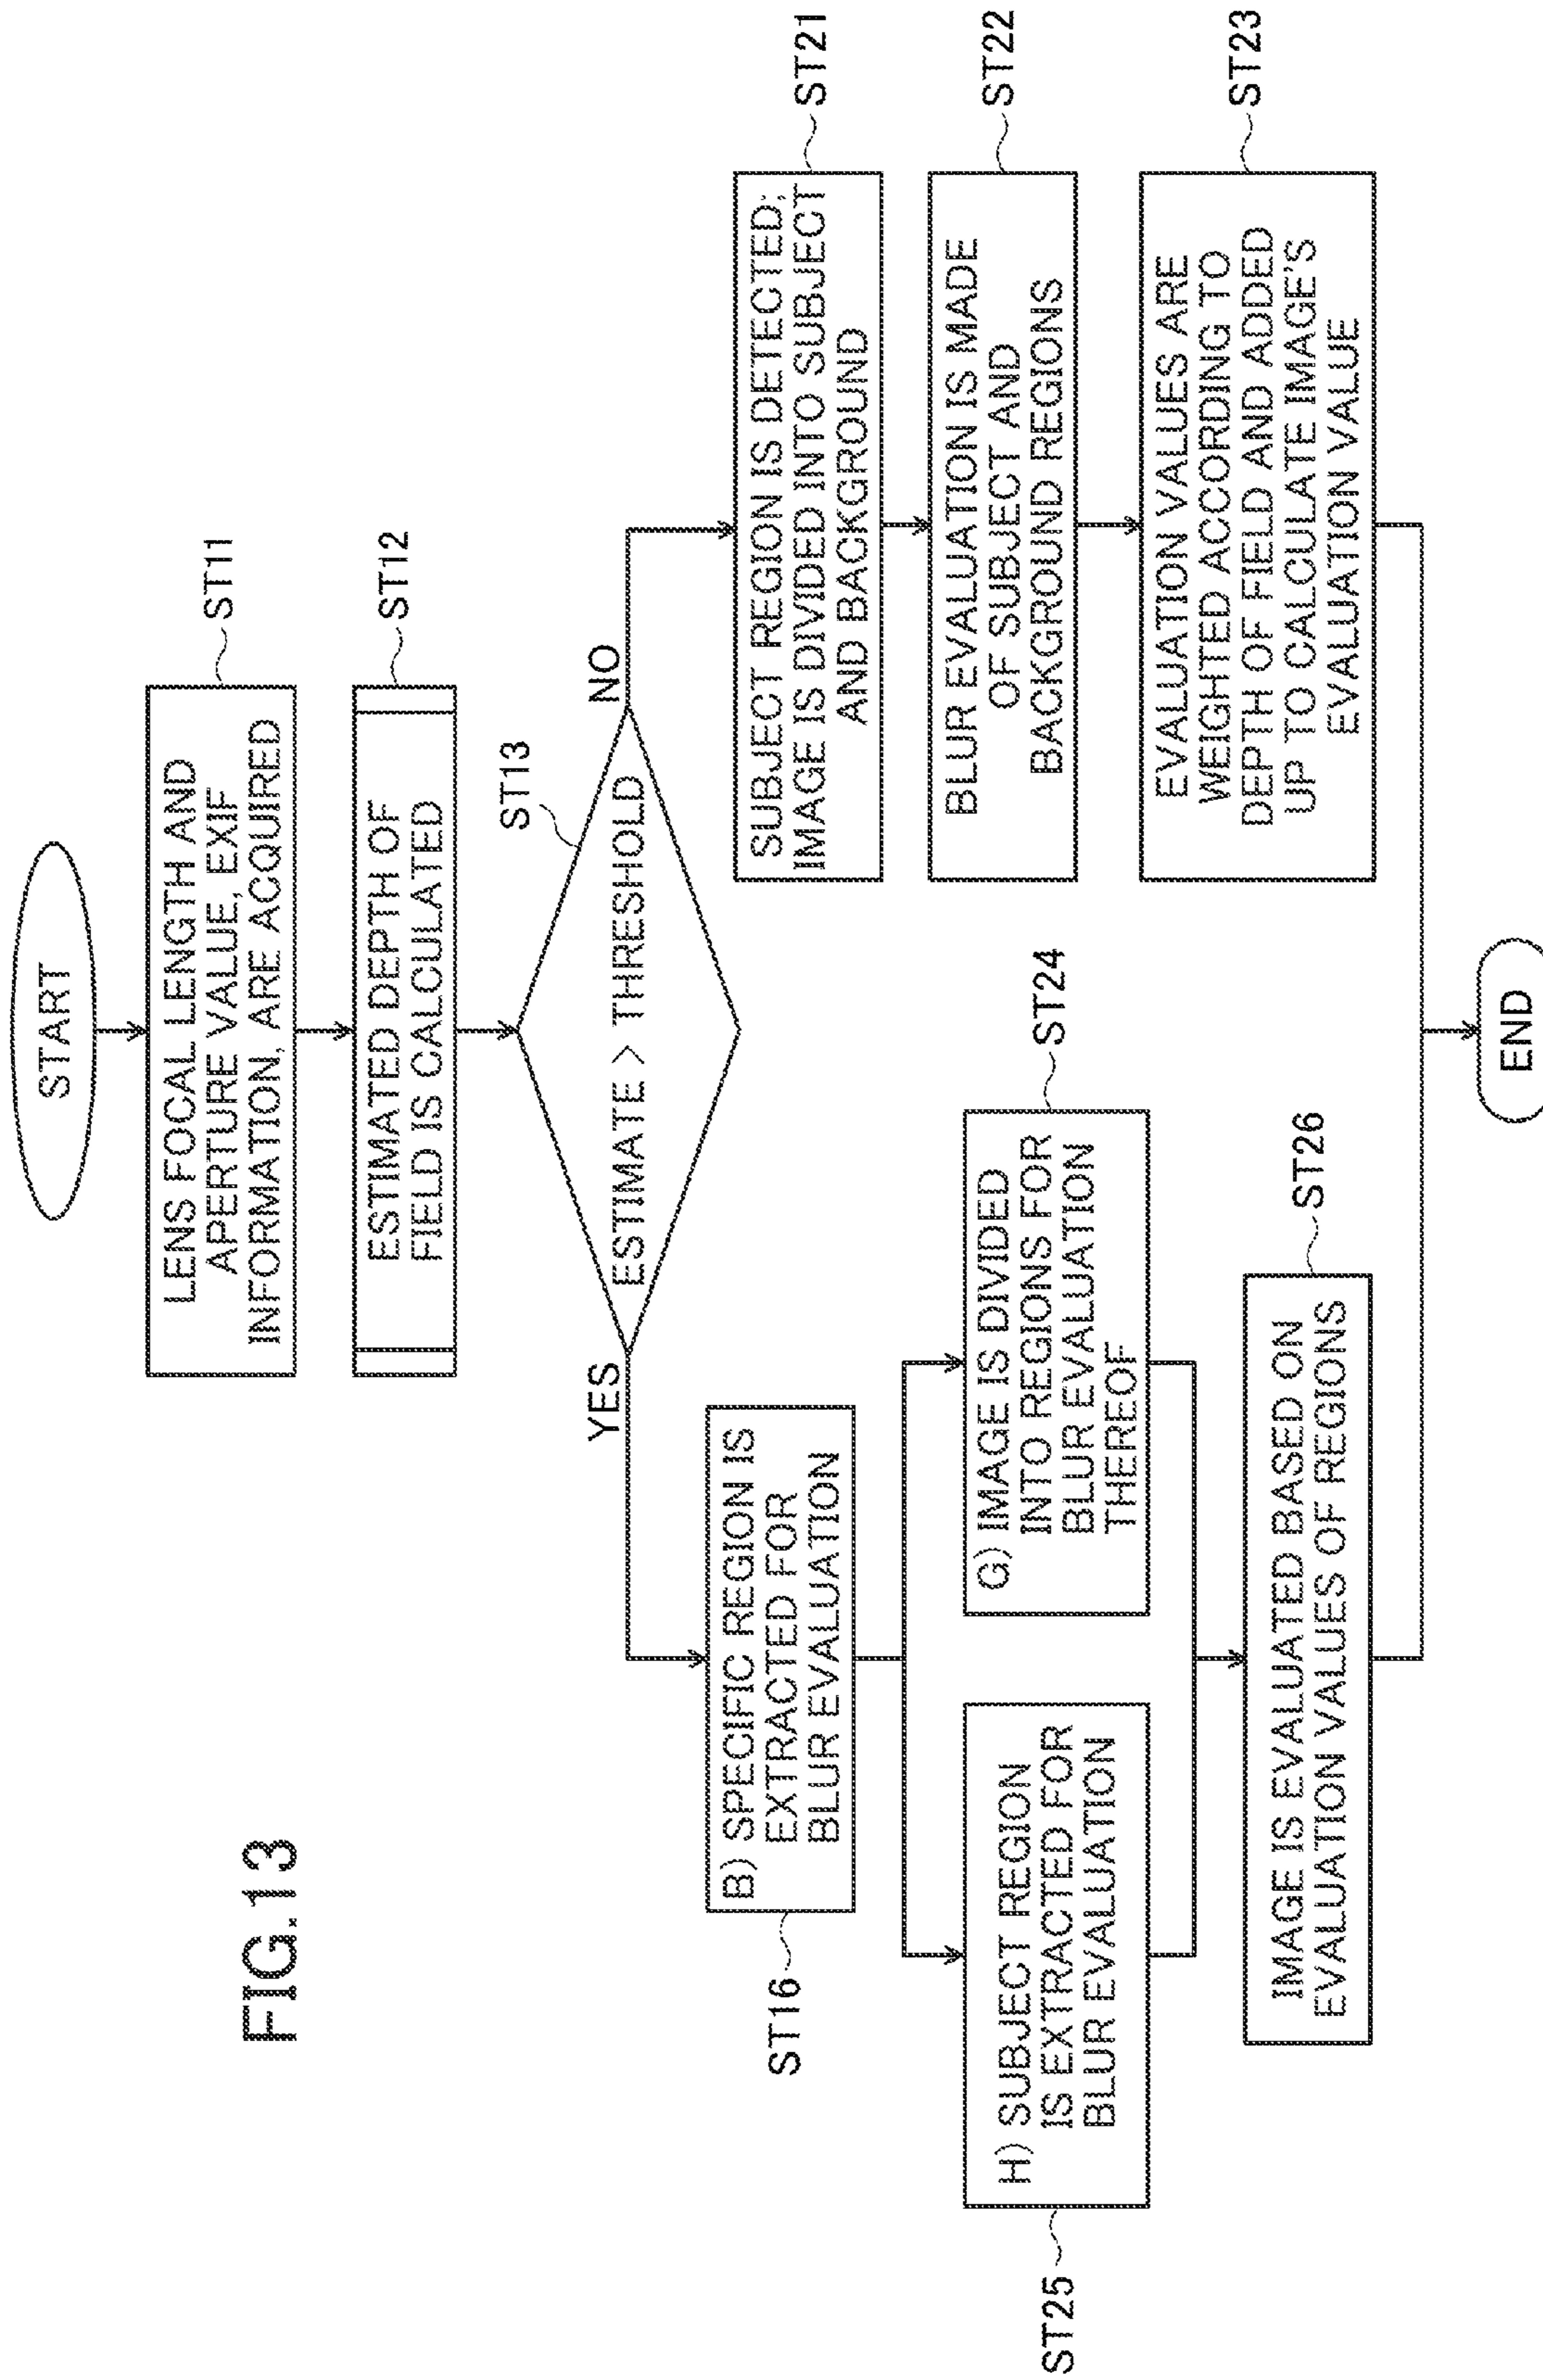 FIG.13
START
LENS FOCAL LENGTH AND
APERTURE VALUE, EXIF
INFORMATION, ARE ACQUIRED
ST11
ESTIMATED DEPTH OF
FIELD IS CALCULATED
ST12
ST13
ESTIMATE > THRESHOLD
YES
NO
B) SPECIFIC REGION IS
EXTRACTED FOR
BLUR EVALUATION
ST16
H) SUBJECT REGION
IS EXTRACTED FOR
BLUR EVALUATION
ST25
G) IMAGE IS DIVIDED
INTO REGIONS FOR
BLUR EVALUATION
THEREOF
ST24
IMAGE IS EVALUATED BASED ON
EVALUATION VALUES OF REGIONS
ST26
SUBJECT REGION IS DETECTED;
IMAGE IS DIVIDED INTO SUBJECT
AND BACKGROUND
ST21
BLUR EVALUATION IS MADE
OF SUBJECT AND
BACKGROUND REGIONS
ST22
EVALUATION VALUES ARE
WEIGHTED ACCORDING TO
DEPTH OF FIELD AND ADDED
UP TO CALCULATE IMAGE'S
EVALUATION VALUE
ST23
END